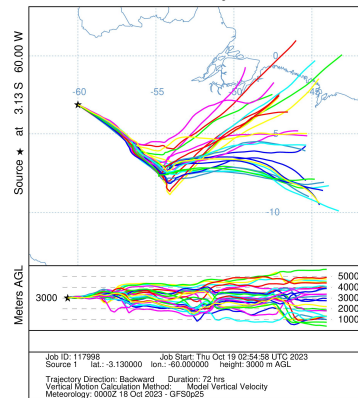 Source ★ at 3.13 S 60.00 W
-60
-55
-50
-45
0
-5
-10
Meters AGL
3000
5000
4000
3000
2000
1000
Job ID: 117998 Job Start: Thu Oct 19 02:54:58 UTC 2023
Source 1 lat.: -3.130000 lon.: -60.000000 height: 3000 m AGL
Trajectory Direction: Backward Duration: 72 hrs
Vertical Motion Calculation Method: Model Vertical Velocity
Meteorology: 0000Z 18 Oct 2023 - GFS0p25